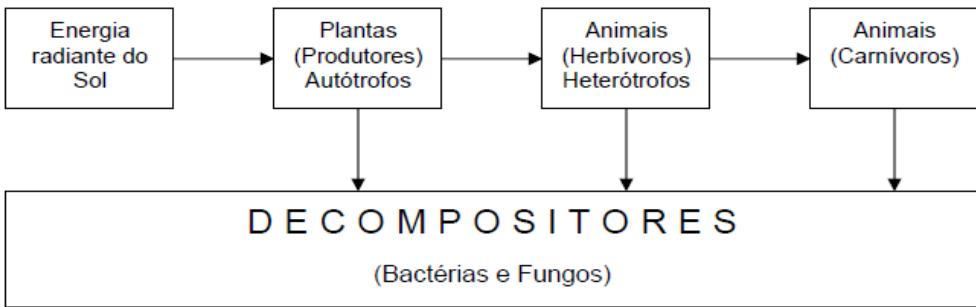 Energia
radiante do
Sol
Plantas
(Produtores)
Autótrofos
Animais
(Herbívoros)
Heterótrofos
Animais
(Carnívoros)
D E C O M P O S I T O R E S
(Bactérias e Fungos)